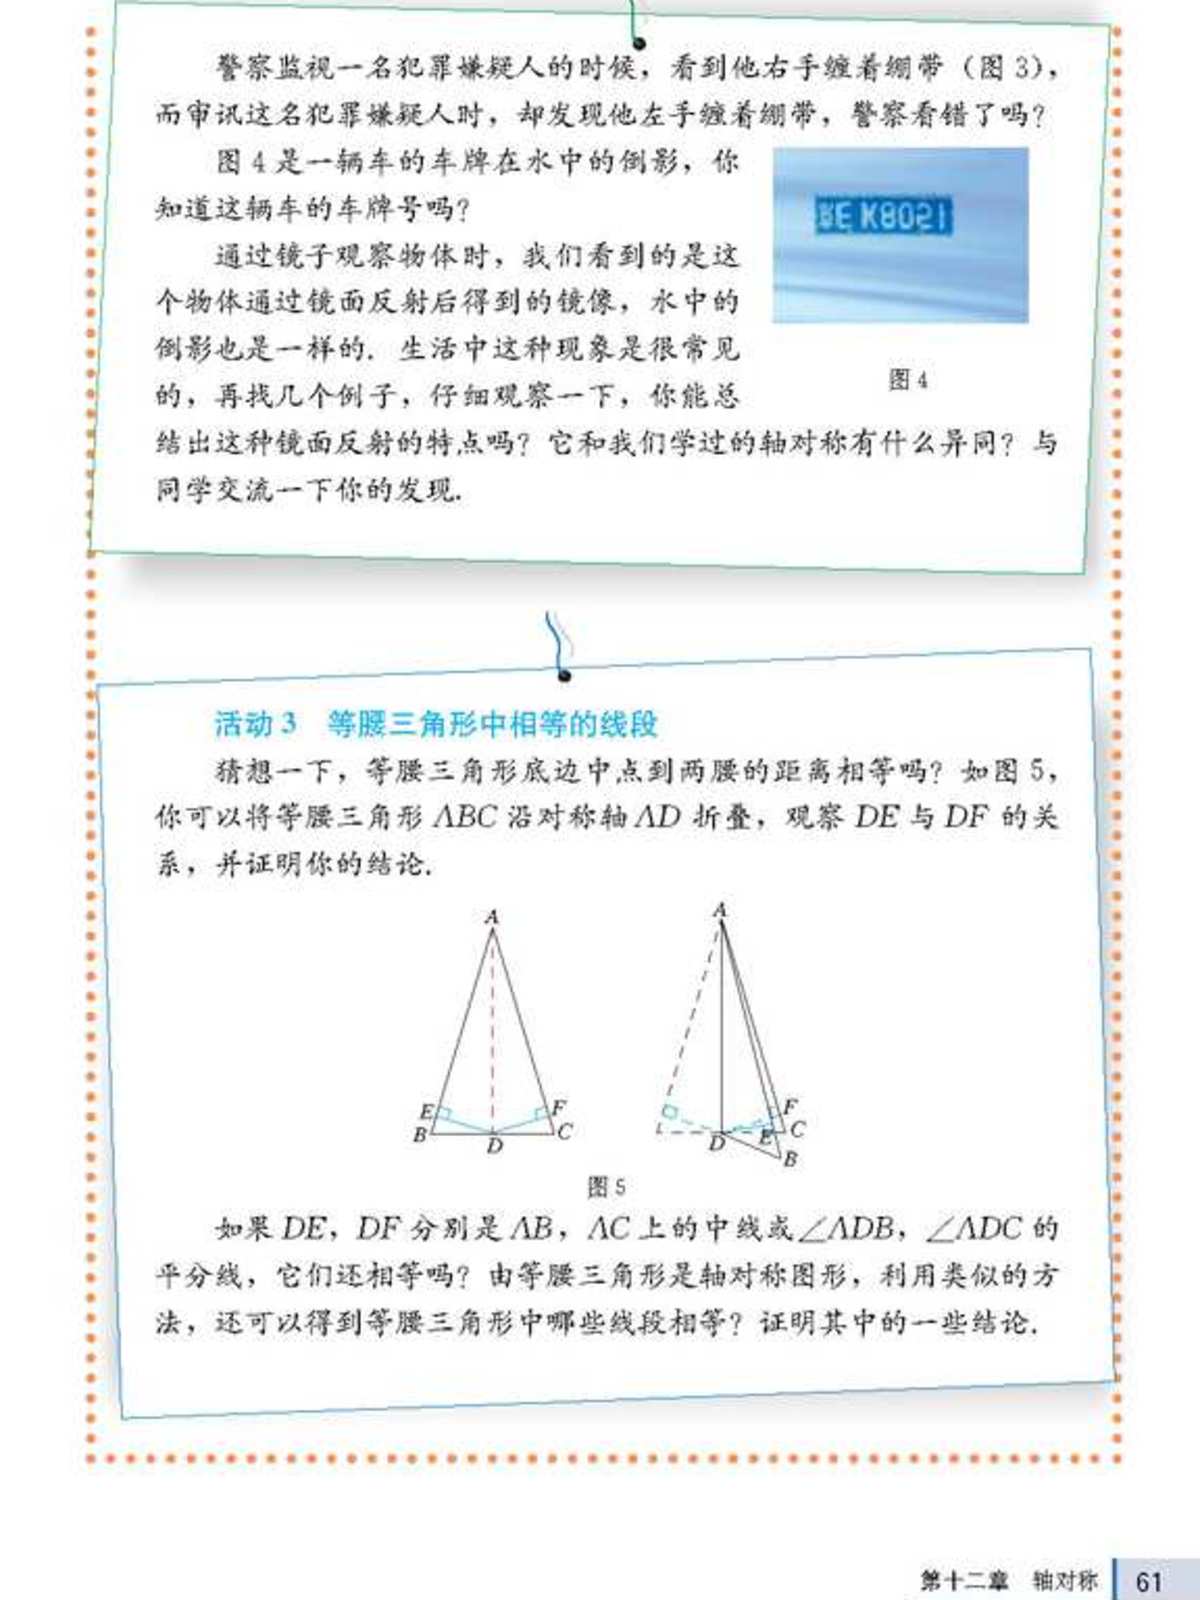 警察监视一名犯罪嫌疑人的时候，看到他右手缠着绷带（图 3），
而审讯这名犯罪嫌疑人时，却发现他左手缠着绷带，警察看错了吗？
图 4 是一辆车的车牌在水中的倒影，你
知道这辆车的车牌号吗？
通过镜子观察物体时，我们看到的是这
个物体通过镜面反射后得到的镜像，水中的
倒影也是一样的．生活中这种现象是很常见
的，再找几个例子，仔细观察一下，你能总
结出这种镜面反射的特点吗？它和我们学过的轴对称有什么异同？与
同学交流一下你的发现．
图 4
活动 3　等腰三角形中相等的线段
猜想一下，等腰三角形底边中点到两腰的距离相等吗？如图 5，
你可以将等腰三角形 ABC 沿对称轴 AD 折叠，观察 DE 与 DF 的关
系，并证明你的结论．
A
E
F
B
D
C
A
F
C
D
E
B
图 5
如果 DE，DF 分别是 AB，AC 上的中线或∠ADB，∠ADC 的
平分线，它们还相等吗？由等腰三角形是轴对称图形，利用类似的方
法，还可以得到等腰三角形中哪些线段相等？证明其中的一些结论．
第十二章　轴对称
61